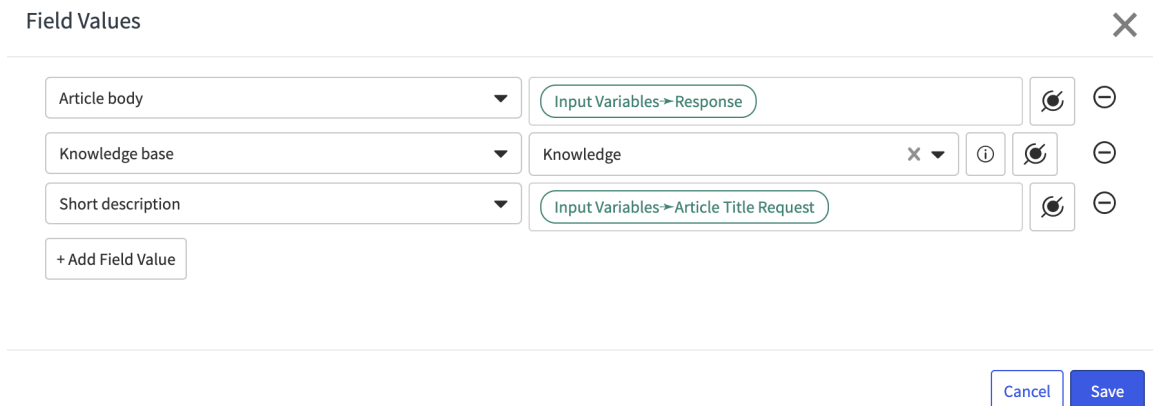 Field Values
Article body
Input Variables➛Response
Knowledge base
Knowledge
Short description
Input Variables➛Article Title Request
+ Add Field Value
Cancel
Save